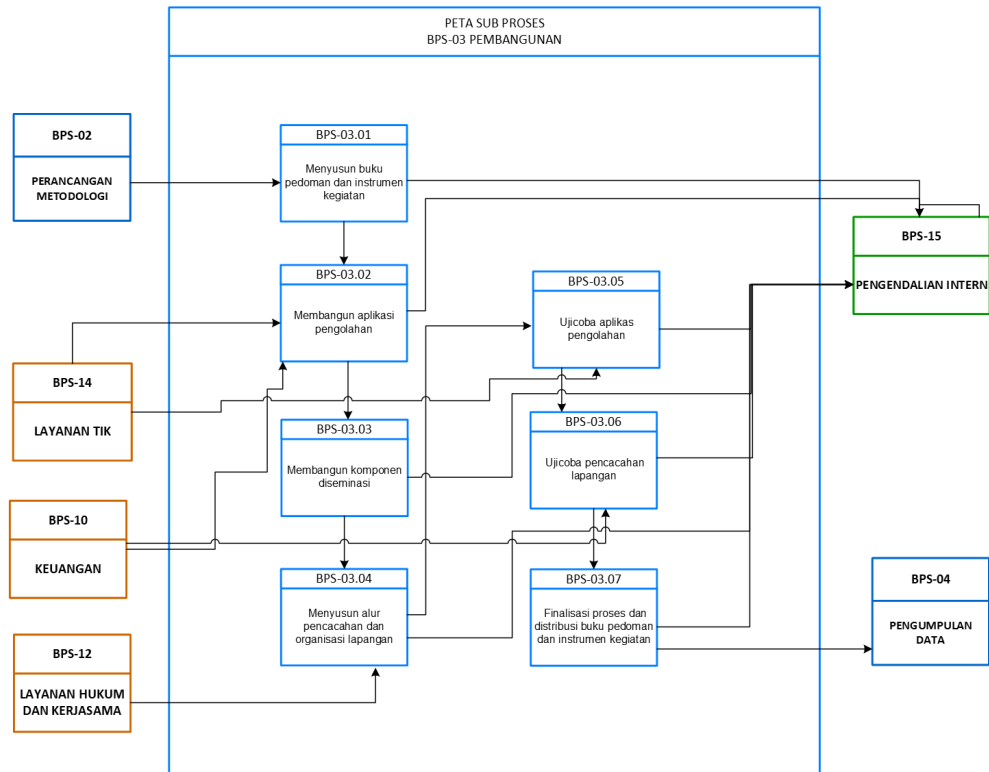 PETA SUB PROSES
BPS-03 PEMBANGUNAN
BPS-02
PERANCANGAN
METODOLOGI
BPS-03.01
Menyusun buku
pedoman dan instrumen
kegiatan
BPS-15
PENGENDALIAN INTERN
BPS-03.02
Membangun aplikasi
pengolahan
BPS-03.05
Ujicoba aplikas
pengolahan
BPS-14
LAYANAN TIK
BPS-03.03
Membangun komponen
diseminasi
BPS-03.06
Ujicoba pencacahan
lapangan
BPS-10
KEUANGAN
BPS-03.04
Menyusun alur
pencacahan dan
organisasi lapangan
BPS-03.07
Finalisasi proses dan
distribusi buku pedoman
dan instrumen kegiatan
BPS-04
PENGUMPULAN
DATA
BPS-12
LAYANAN HUKUM
DAN KERJASAMA